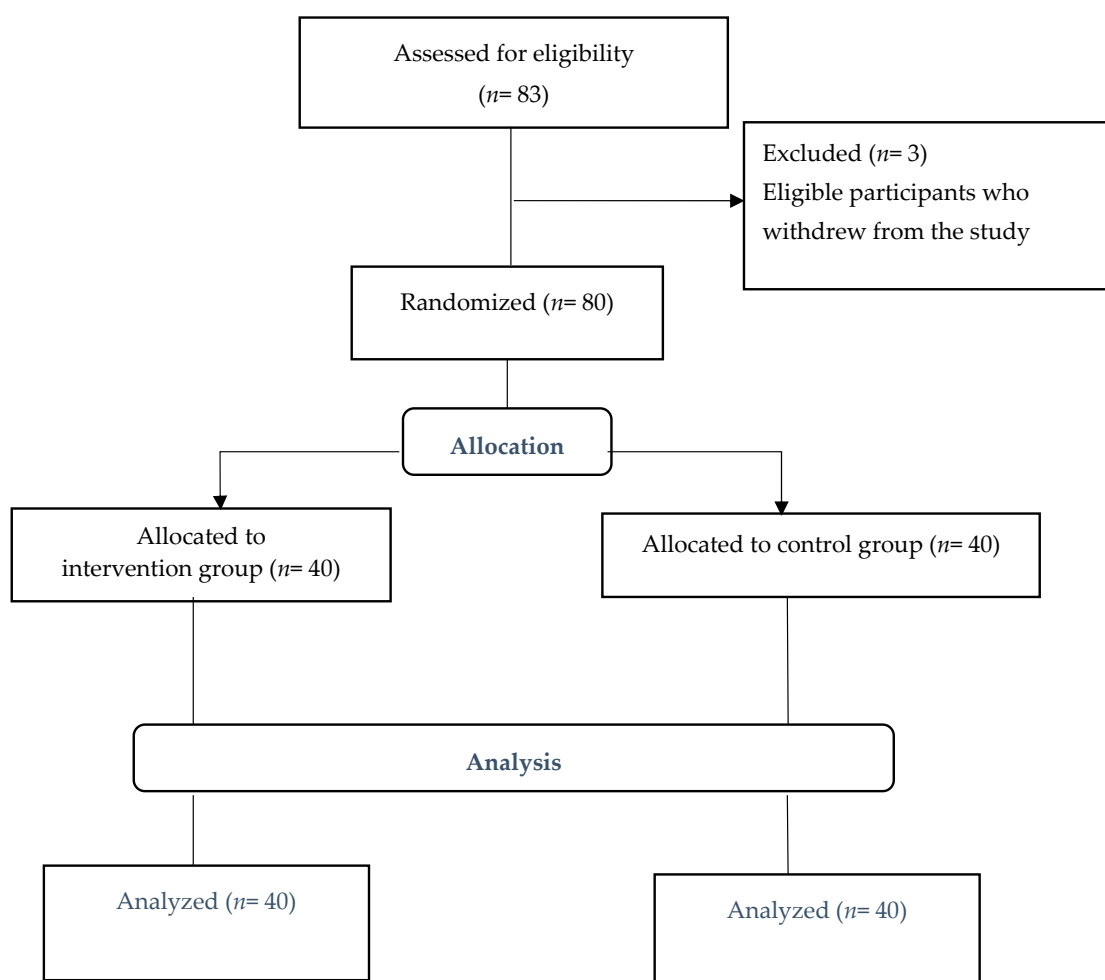 Assessed for eligibility
(n= 83)
Excluded (n= 3)
Eligible participants who
withdrew from the study
Randomized (n= 80)
Allocation
Allocated to
intervention group (n= 40)
Allocated to control group (n= 40)
Analysis
Analyzed (n= 40)
Analyzed (n= 40)